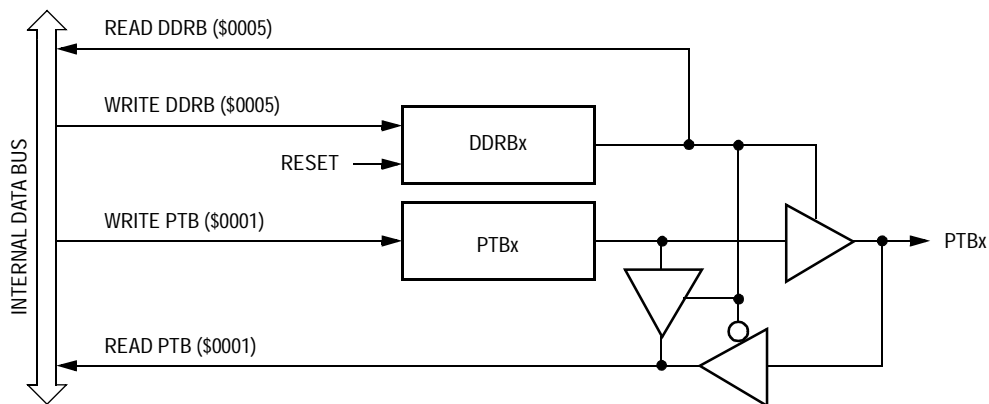 READ DDRB ($0005)
WRITE DDRB ($0005)
DDRBx
RESET
INTERNAL DATA BUS
WRITE PTB ($0001)
PTBx
PTBx
READ PTB ($0001)